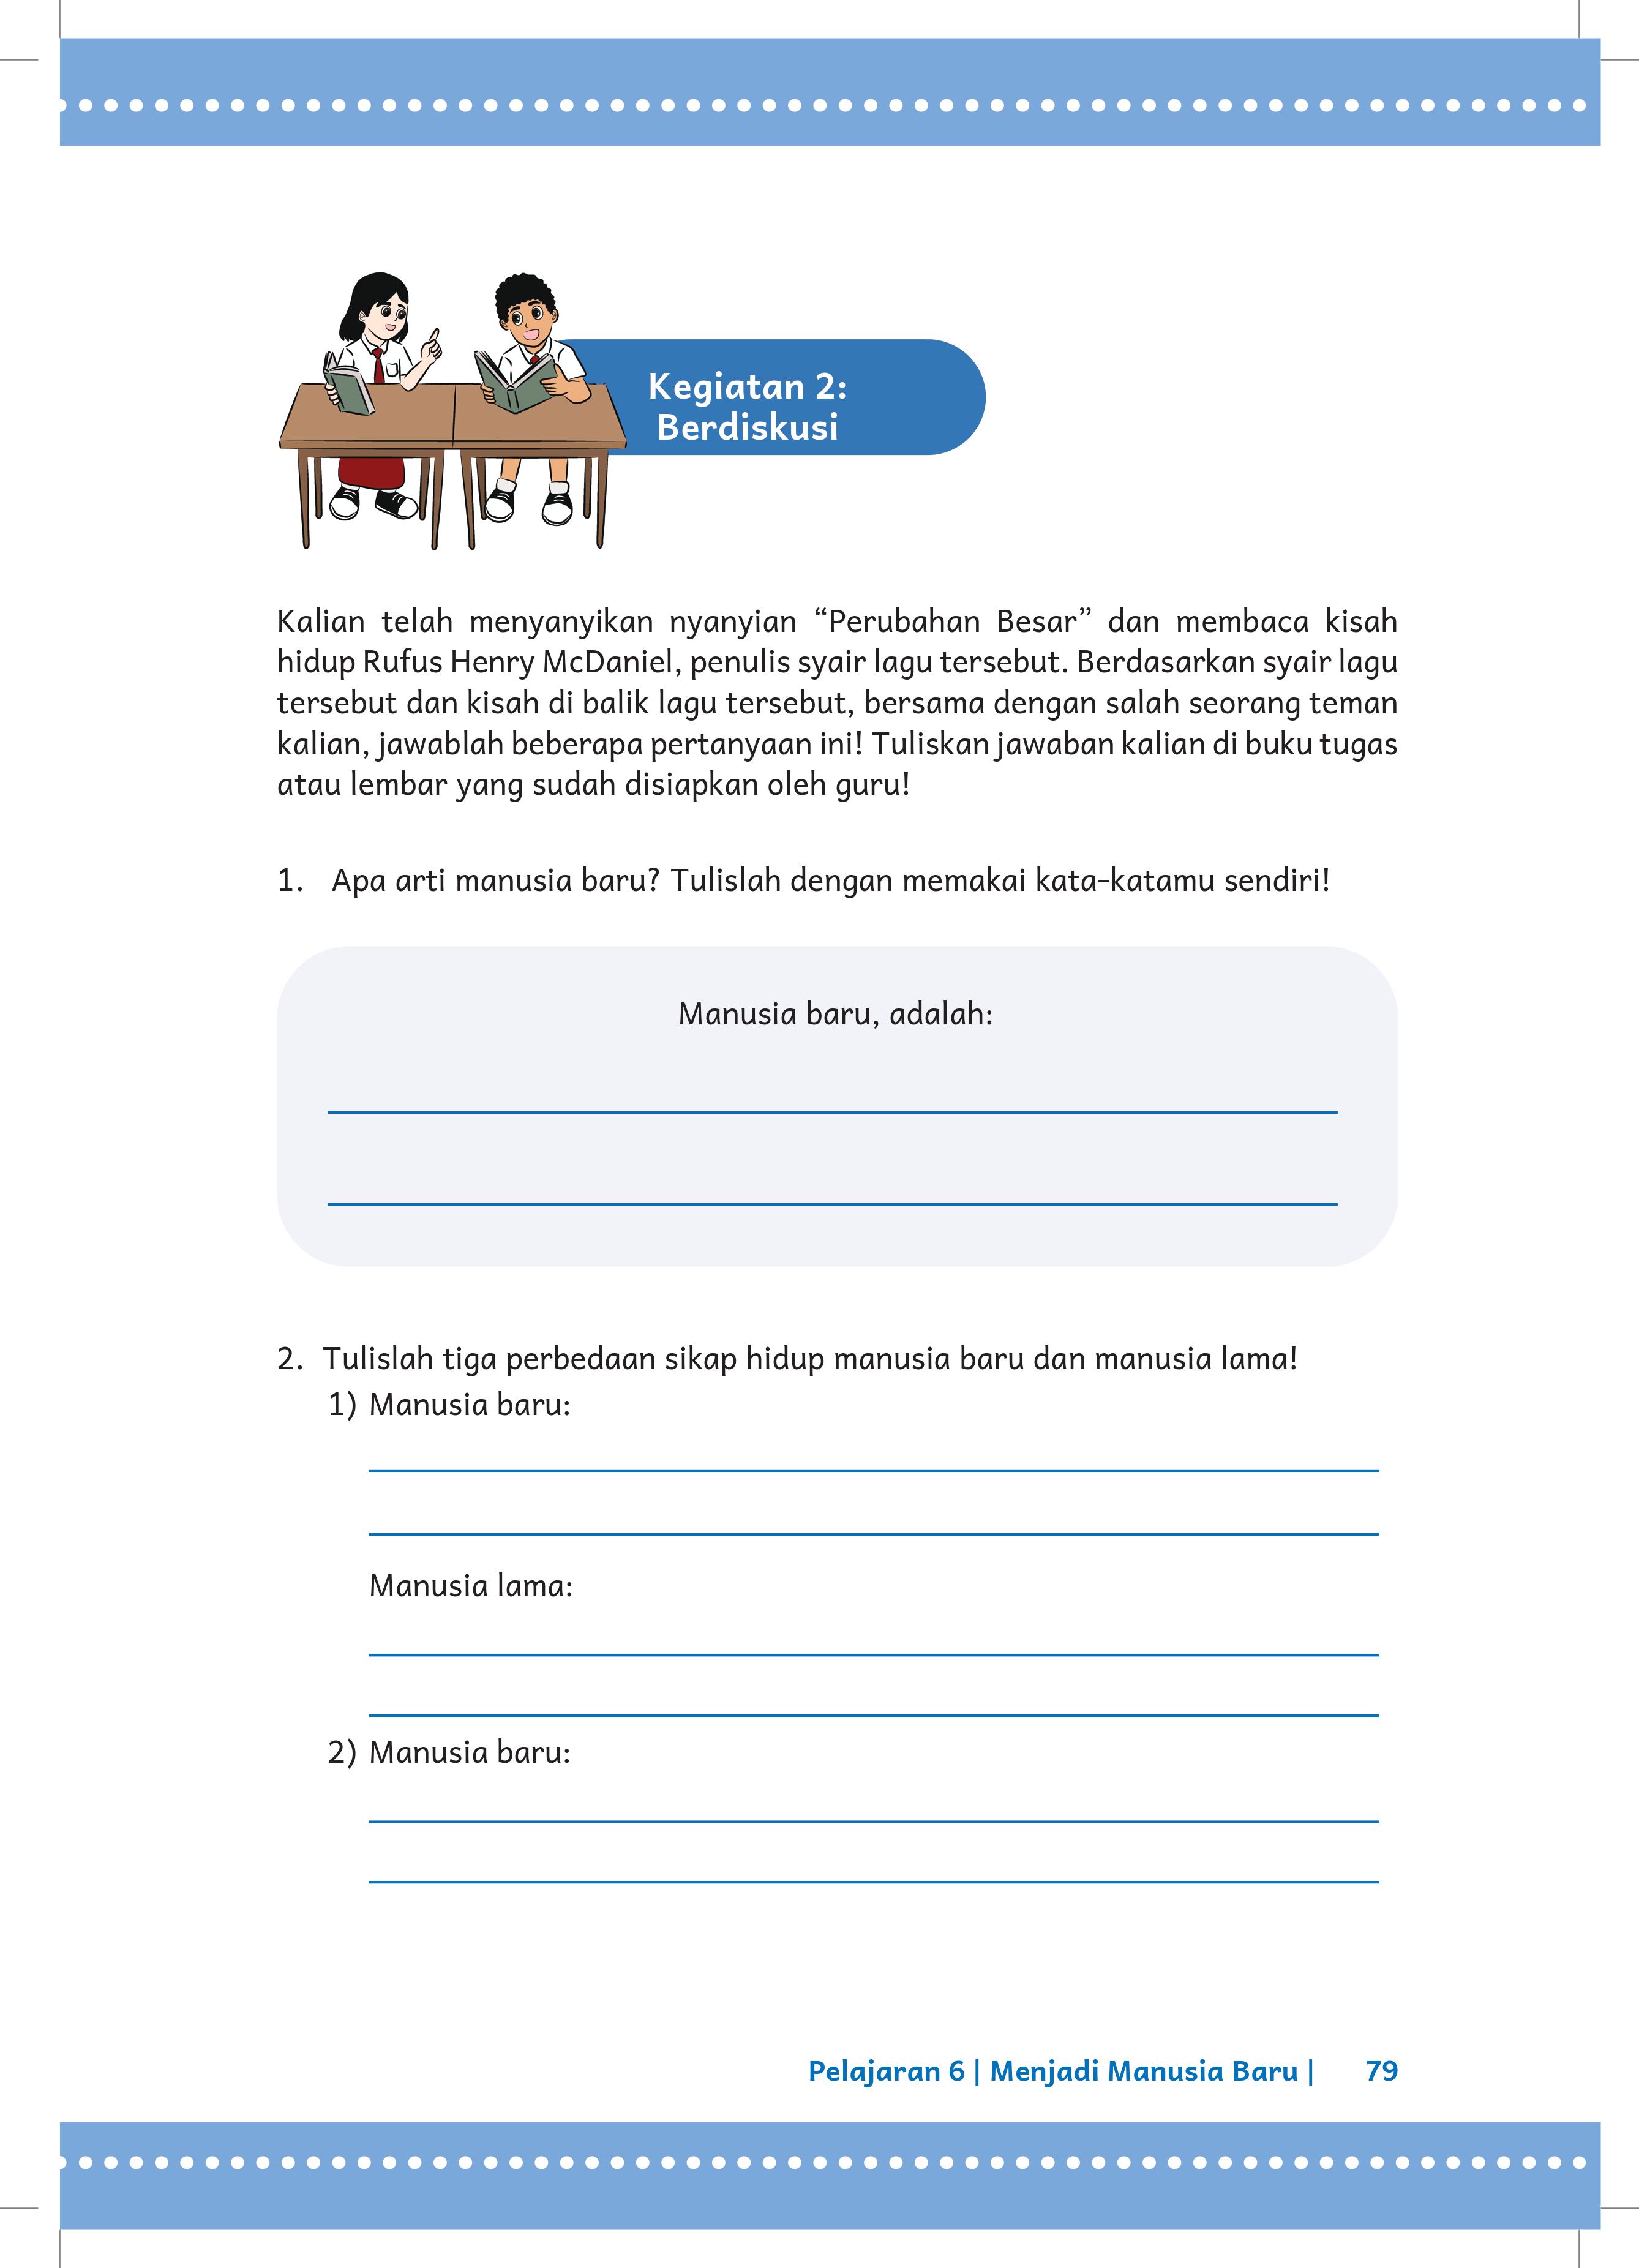 Kegiatan 2:
Berdiskusi
Kalian telah menyanyikan nyanyian “Perubahan Besar” dan membaca kisah
hidup Rufus Henry McDaniel, penulis syair lagu tersebut. Berdasarkan syair lagu
tersebut dan kisah di balik lagu tersebut, bersama dengan salah seorang teman
kalian, jawablah beberapa pertanyaan ini! Tuliskan jawaban kalian di buku tugas
atau lembar yang sudah disiapkan oleh guru!
1. Apa arti manusia baru? Tulislah dengan memakai kata-katamu sendiri!
Manusia baru, adalah:
2. Tulislah tiga perbedaan sikap hidup manusia baru dan manusia lama!
1) Manusia baru:
Manusia lama:
2) Manusia baru:
Pelajaran 6 | Menjadi Manusia Baru | 79